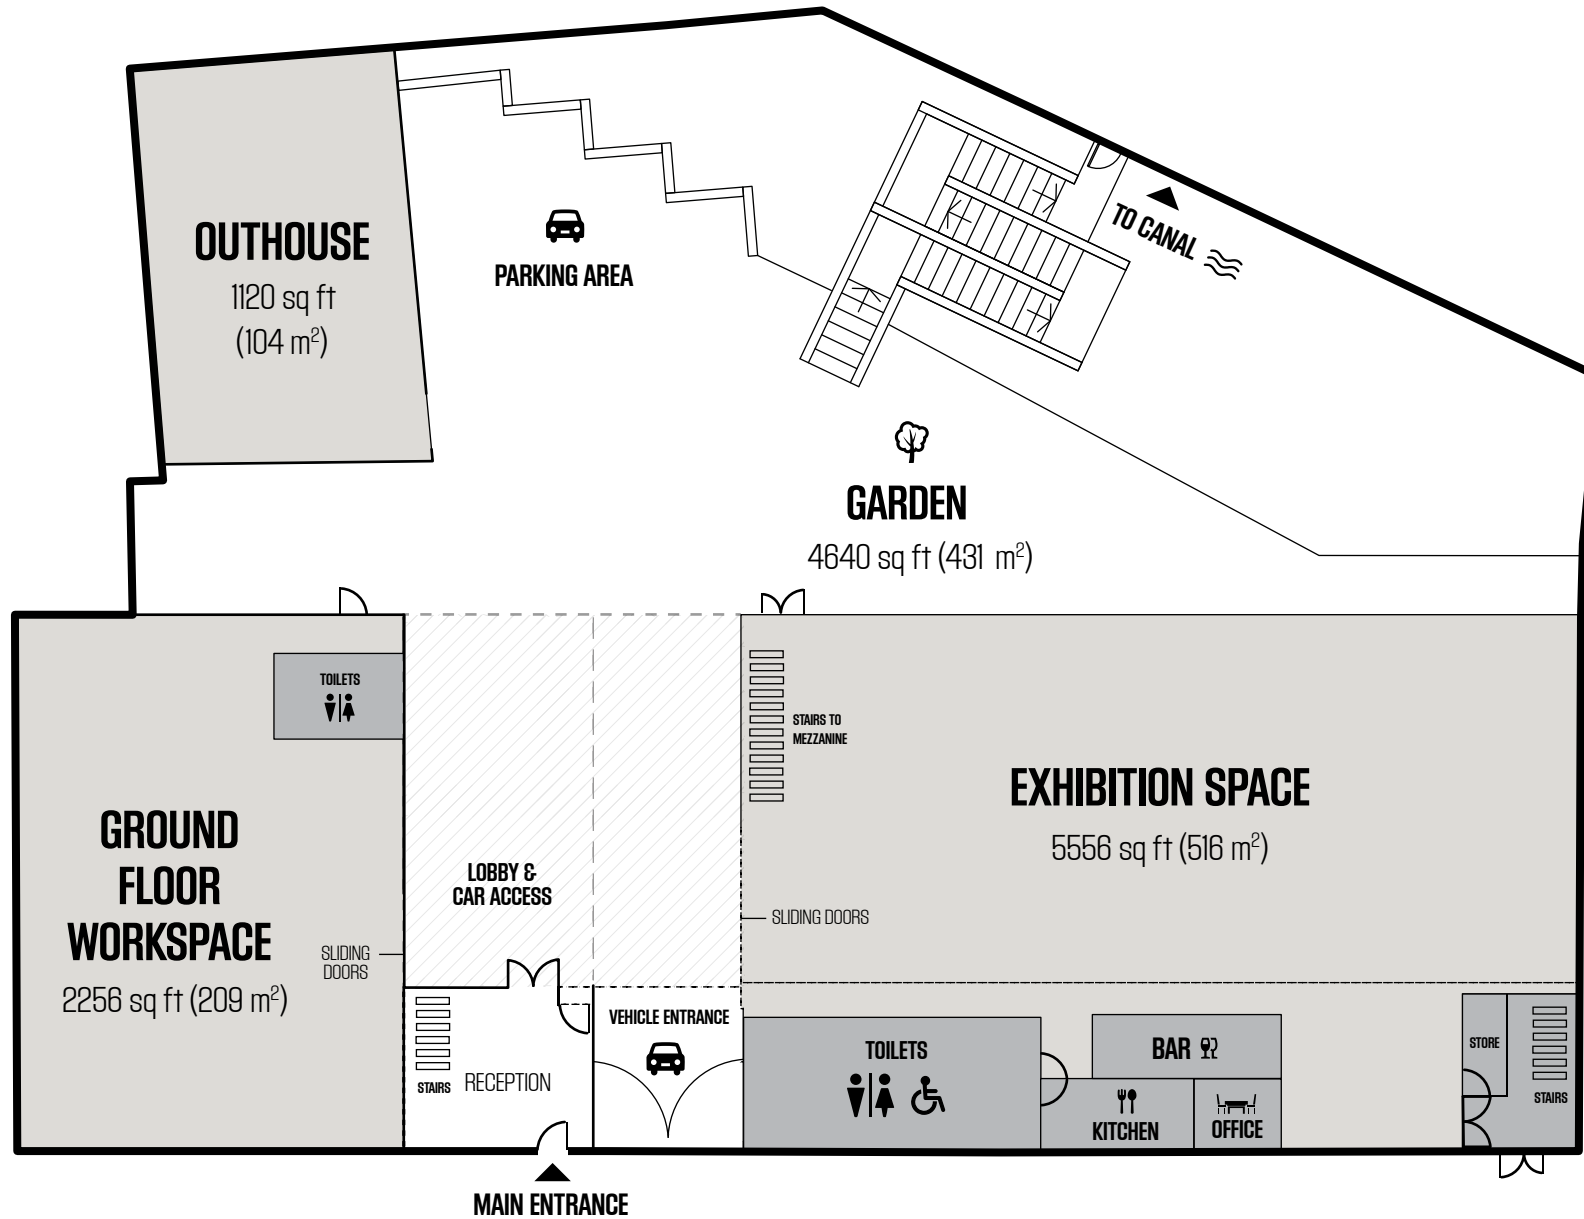 OUTHOUSE
1120 sq ft
(104 m²)
PARKING AREA
TO CANAL
GARDEN
4640 sq ft (431 m²)
TOILETS
STAIRS TO
MEZZANINE
EXHIBITION SPACE
5556 sq ft (516 m²)
GROUND
FLOOR
WORKSPACE
2256 sq ft (209 m²)
LOBBY &
CAR ACCESS
SLIDING
DOORS
SLIDING DOORS
STAIRS
RECEPTION
VEHICLE ENTRANCE
TOILETS
BAR
KITCHEN
OFFICE
STORE
STAIRS
MAIN ENTRANCE